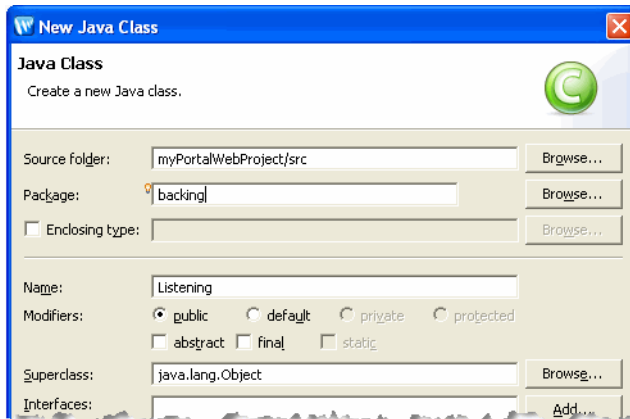 New Java Class
Java Class
Create a new Java class.
Source folder: myPortalWebProject/src Browse...
Package: backing Browse...
Enclosing type: Browse...
Name: Listening
Modifiers: public default private protected
abstract final static
Superclass: java.lang.Object Browse...
Interfaces: Add...